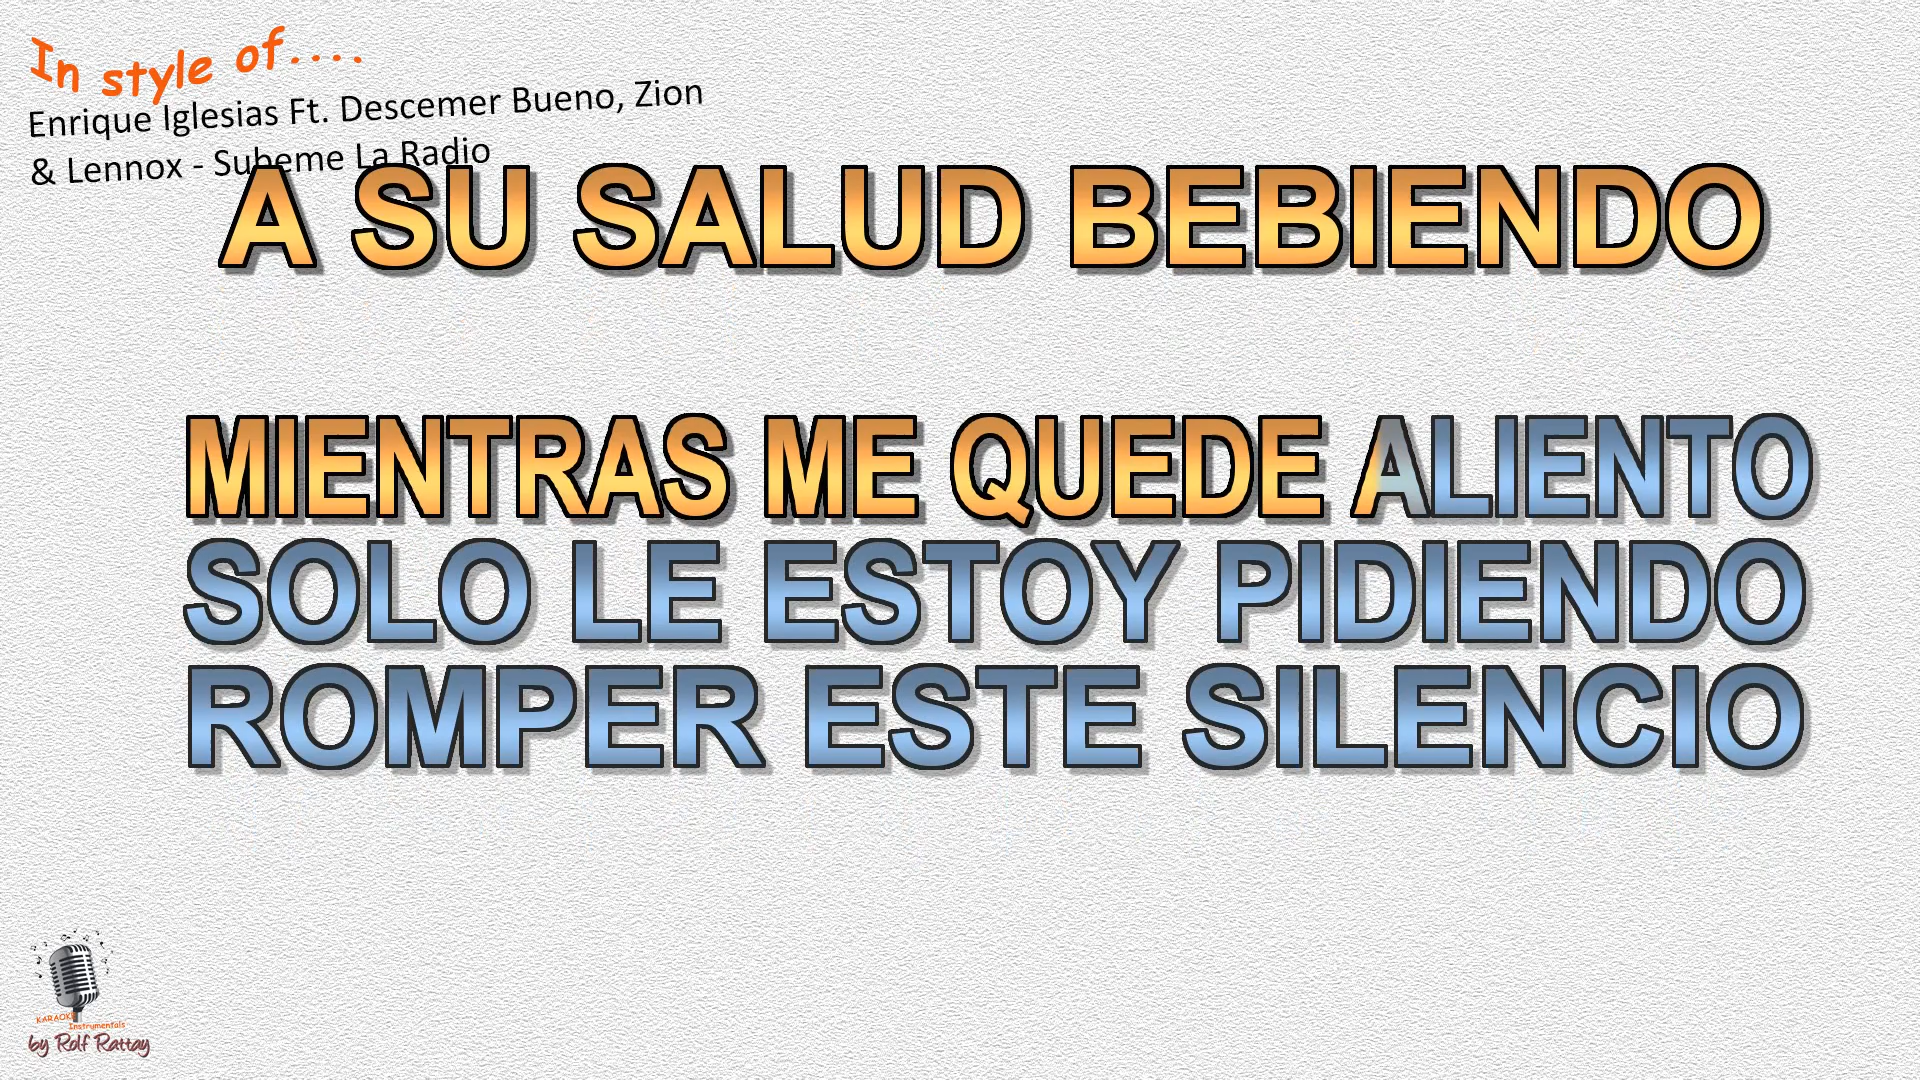 In style of....
Enrique Iglesias Ft. Descemer Bueno, Zion
& Lennox - Subeme La Radio
A SU SALUD BEBIENDO
MIENTRAS ME QUEDE ALIENTO
SOLO LE ESTOY PIDIENDO
ROMPER ESTE SILENCIO
KARAOKE
Instrumentals
by Rolf Rattay